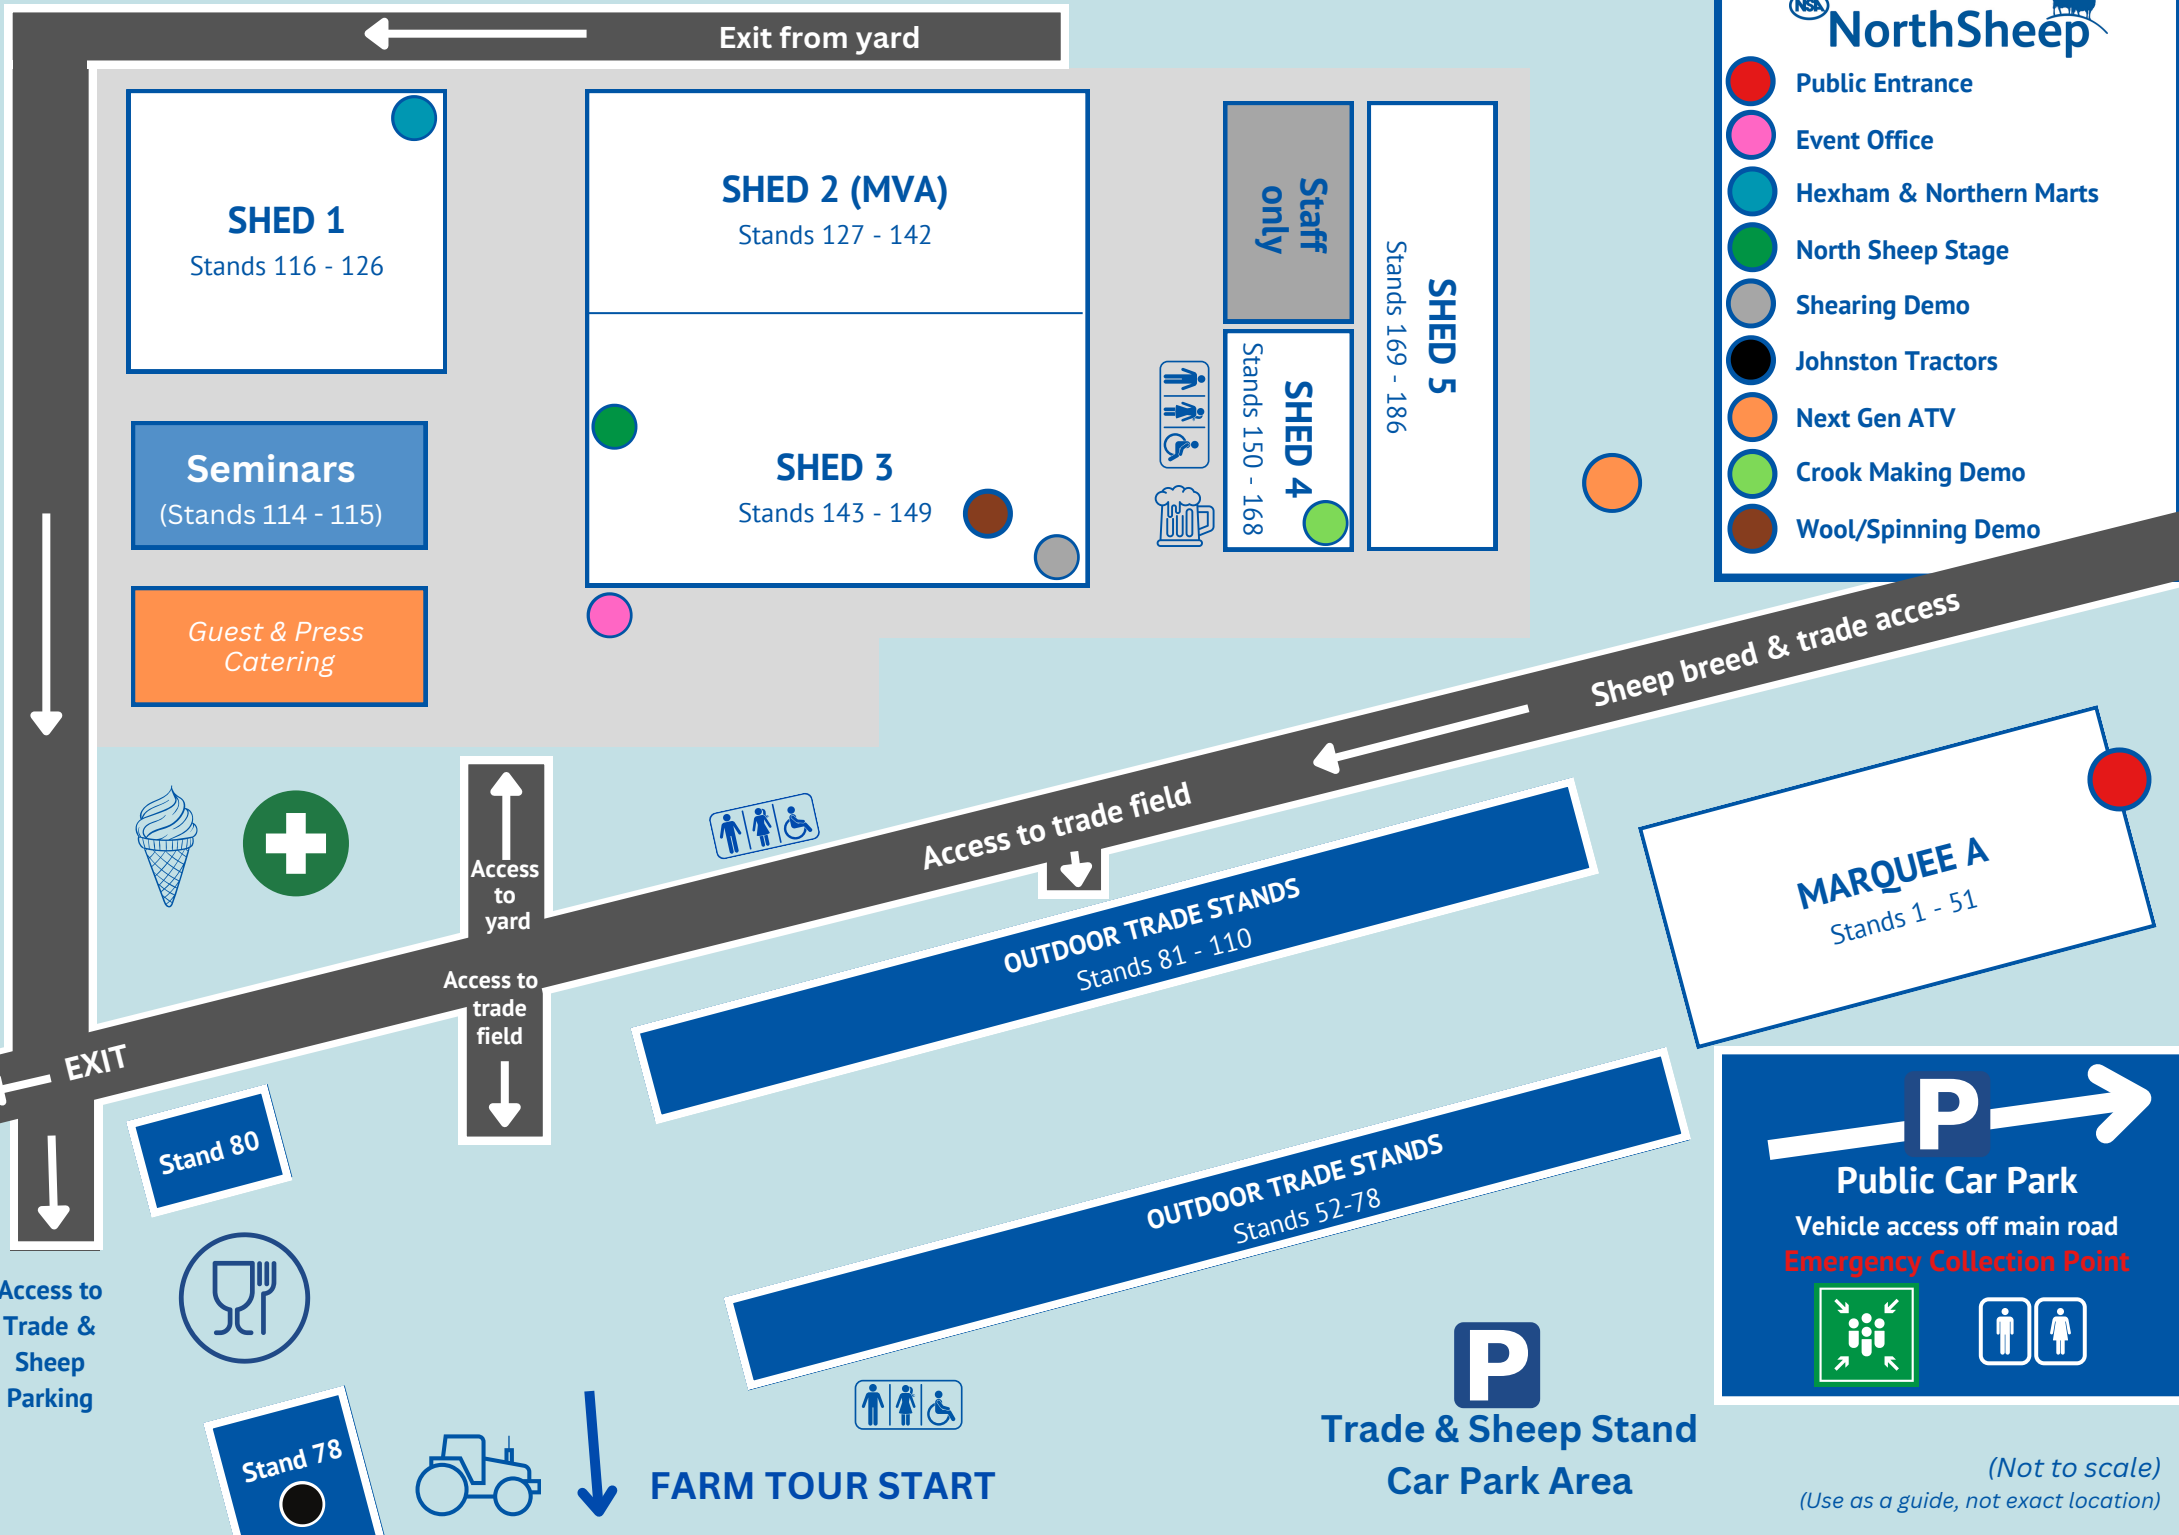 Exit from yard
NSA
NorthSheep
Public Entrance
Event Office
Hexham & Northern Marts
North Sheep Stage
Shearing Demo
Johnston Tractors
Next Gen ATV
Crook Making Demo
Wool/Spinning Demo
SHED 1
Stands 116 - 126
SHED 2 (MVA)
Stands 127 - 142
Staff
only
SHED 5
Stands 169 - 186
SHED 4
Stands 150 - 168
SHED 3
Stands 143 - 149
Seminars
(Stands 114 - 115)
Guest & Press
Catering
Sheep breed & trade access
Access to trade field
Access
to
yard
Access to
trade
field
EXIT
MARQUEE A
Stands 1 - 51
OUTDOOR TRADE STANDS
Stands 81 - 110
OUTDOOR TRADE STANDS
Stands 52-78
Stand 80
P
Public Car Park
Vehicle access off main road
Emergency Collection Point
Access to
Trade &
Sheep
Parking
Stand 78
FARM TOUR START
P
Trade & Sheep Stand
Car Park Area
(Not to scale)
(Use as a guide, not exact location)